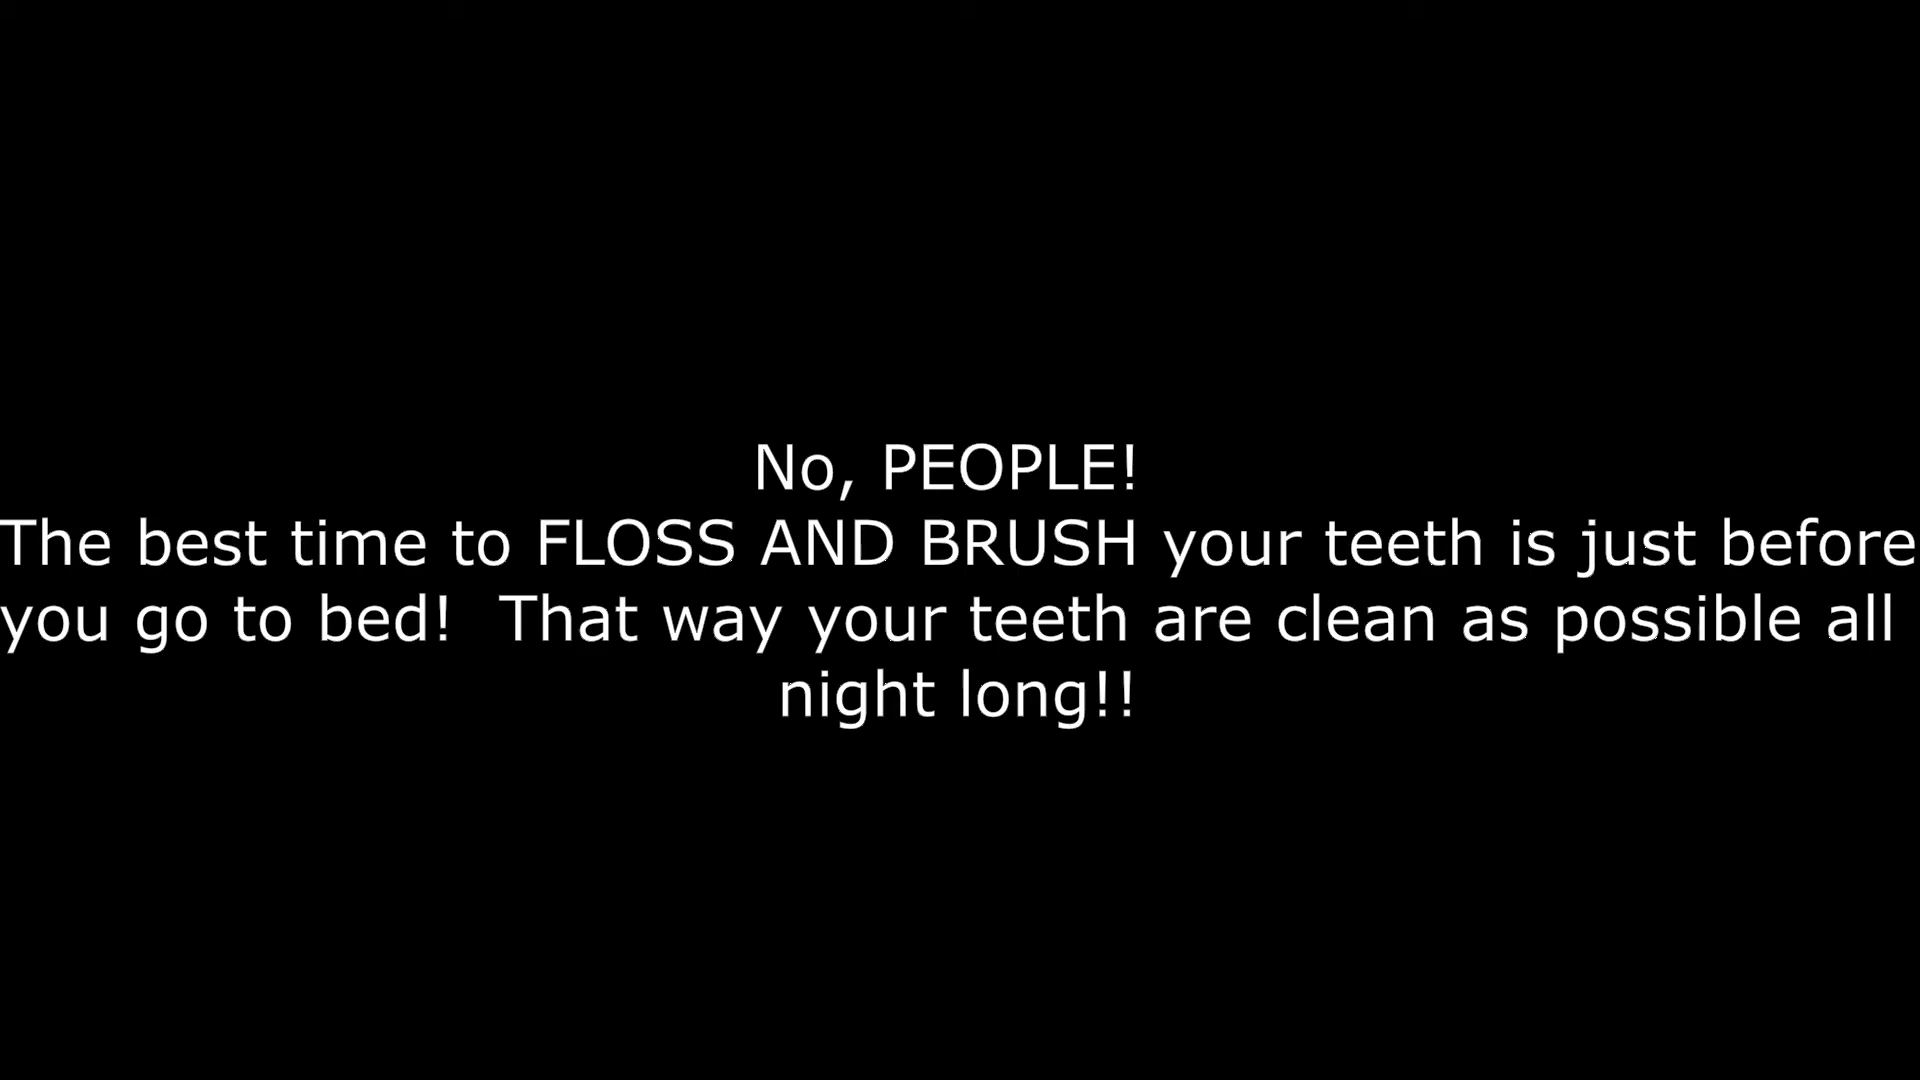 No, PEOPLE!
The best time to FLOSS AND BRUSH your teeth is just before
you go to bed!  That way your teeth are clean as possible all
night long!!